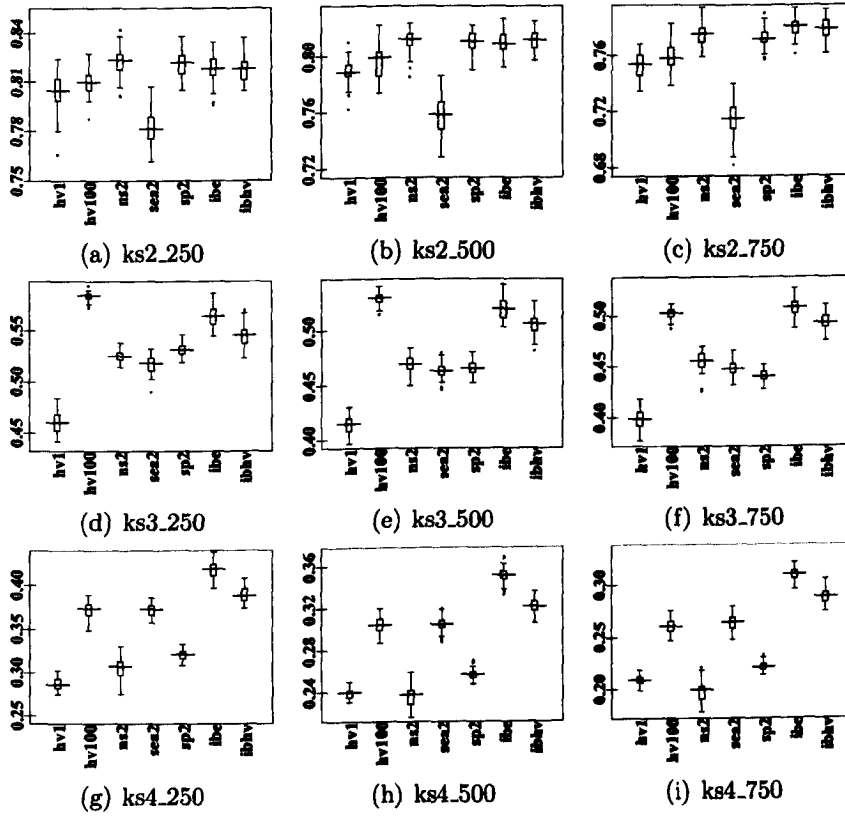 0.84
0.81
0.78
0.75
hv1 hv100 ns2 sea2 sp2 ibe ibhv
(a) ks2_250
0.80
0.76
0.72
hv1 hv100 ns2 sea2 sp2 ibe ibhv
(b) ks2_500
0.76
0.72
0.68
hv1 hv100 ns2 sea2 sp2 ibe ibhv
(c) ks2_750
0.55
0.50
0.45
hv1 hv100 ns2 sea2 sp2 ibe ibhv
(d) ks3_250
0.50
0.45
0.40
hv1 hv100 ns2 sea2 sp2 ibe ibhv
(e) ks3_500
0.50
0.45
0.40
hv1 hv100 ns2 sea2 sp2 ibe ibhv
(f) ks3_750
0.40
0.35
0.30
0.25
hv1 hv100 ns2 sea2 sp2 ibe ibhv
(g) ks4_250
0.36
0.32
0.28
0.24
hv1 hv100 ns2 sea2 sp2 ibe ibhv
(h) ks4_500
0.30
0.25
0.20
hv1 hv100 ns2 sea2 sp2 ibe ibhv
(i) ks4_750